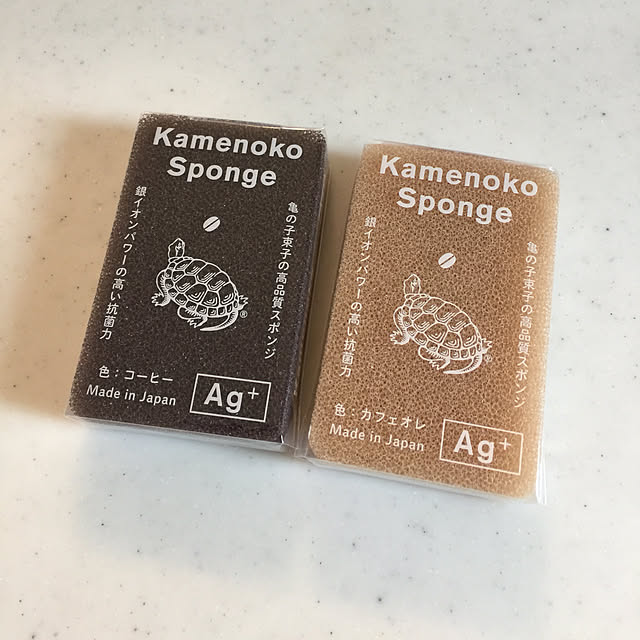 Kamenoko
Sponge
亀の子束子の高品質スポンジ
銀イオンパワーの高い抗菌力
®
色：コーヒー
Made in Japan
Ag+
Kamenoko
Sponge
亀の子束子の高品質スポンジ
銀イオンパワーの高い抗菌力
®
色：カフェオレ
Made in Japan
Ag+